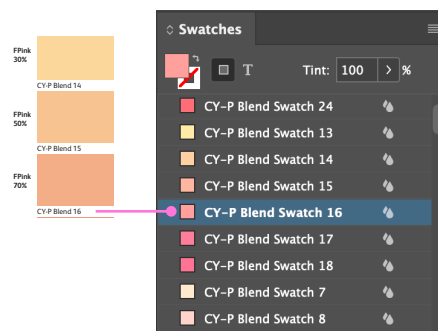 FPink
30%
CY-P Blend 14
FPink
50%
CY-P Blend 15
FPink
70%
CY-P Blend 16
Swatches
T
Tint: 100 > %
CY-P Blend Swatch 24
CY-P Blend Swatch 13
CY-P Blend Swatch 14
CY-P Blend Swatch 15
CY-P Blend Swatch 16
CY-P Blend Swatch 17
CY-P Blend Swatch 18
CY-P Blend Swatch 7
CY-P Blend Swatch 8